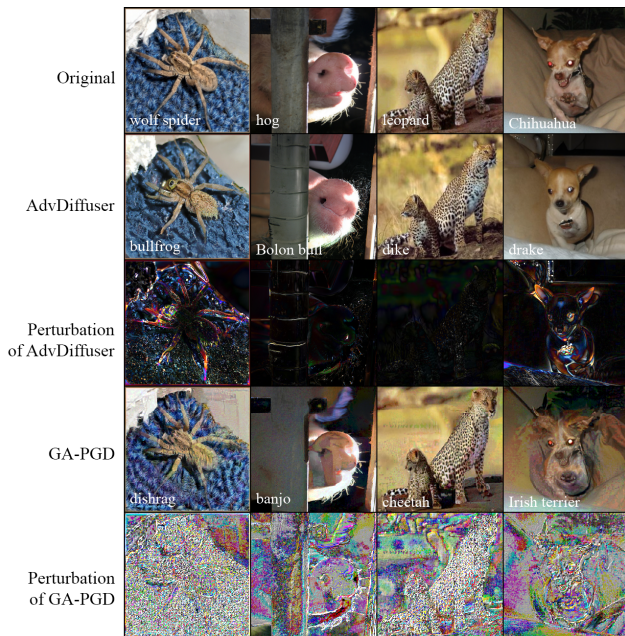 Original
wolf spider
hog
leopard
Chihuahua
AdvDiffuser
bullfrog
Bolon bull
dike
drake
Perturbation
of AdvDiffuser
GA-PGD
dishrag
banjo
cheetah
Irish terrier
Perturbation
of GA-PGD